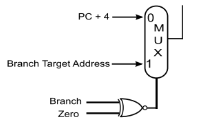 PC + 4
0
M
U
X
Branch Target Address
1
Branch
Zero